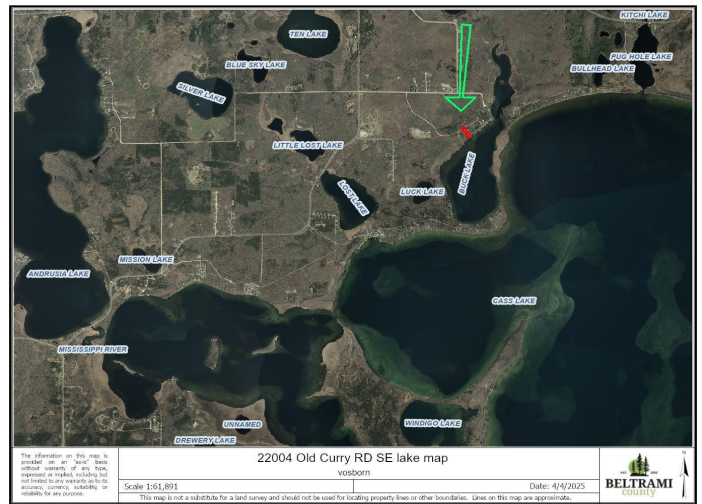 KITCHI LAKE
TEN LAKE
PUG HOLE LAKE
BLUE SKY LAKE
BULLHEAD LAKE
SILVER LAKE
LITTLE LOST LAKE
BUCK LAKE
LOST LAKE
LUCK LAKE
MISSION LAKE
ANDRUSIA LAKE
CASS LAKE
MISSISSIPPI RIVER
UNNAMED
WINDIGO LAKE
DREWERY LAKE
The information on this map is
provided on an "as-is" basis
without warranty of any type,
expressed or implied, including but
not limited to any warranty as to its
accuracy, currency, suitability, or
reliability for any purpose.
22004 Old Curry RD SE lake map
vosborn
Scale 1:61,891
Date: 4/4/2025
This map is not a substitute for a land survey and should not be used for locating property lines or other boundaries. Lines on this map are approximate.
BELTRAMI
county
N